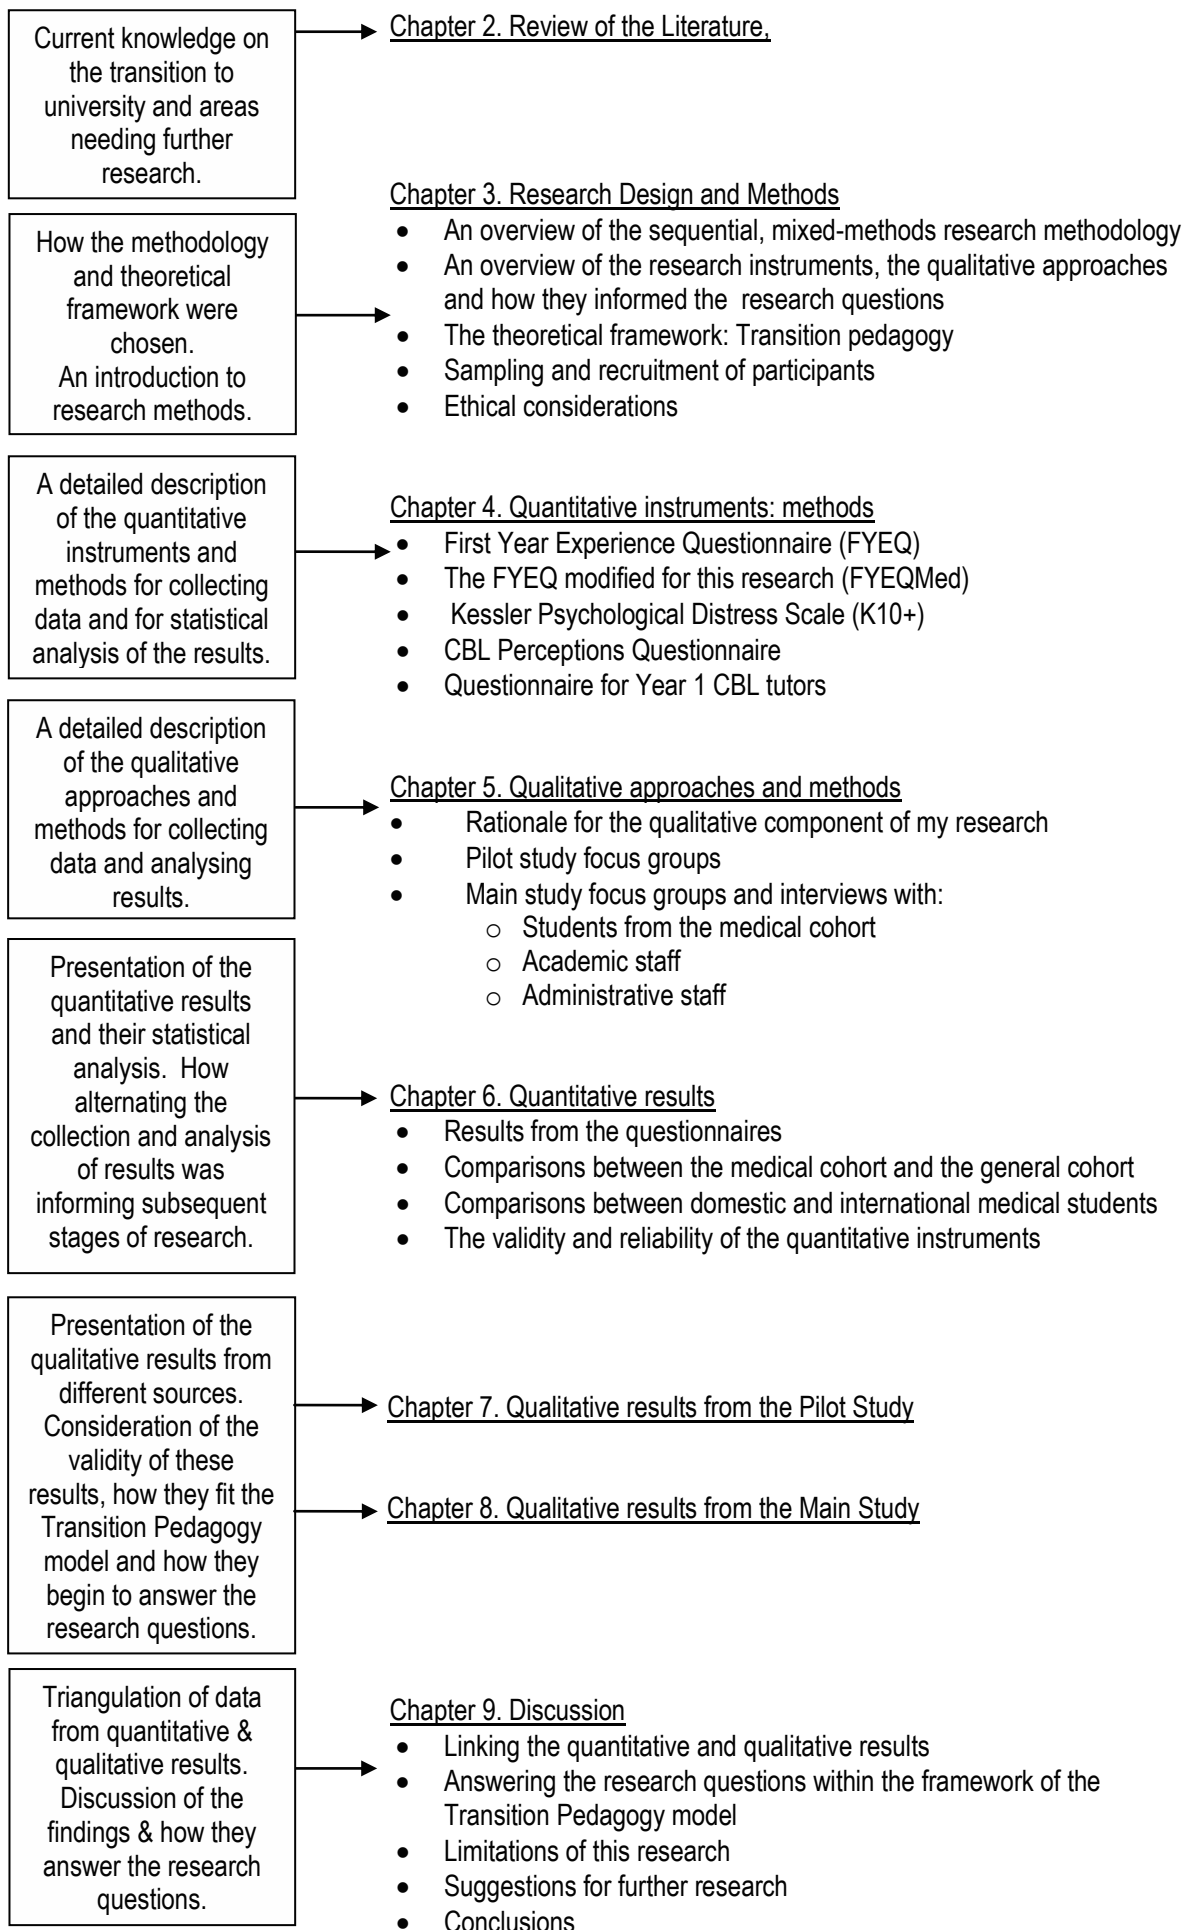 Current knowledge on
the transition to
university and areas
needing further
research.
Chapter 2. Review of the Literature,
How the methodology
and theoretical
framework were
chosen.
An introduction to
research methods.
Chapter 3. Research Design and Methods
• An overview of the sequential, mixed-methods research methodology
• An overview of the research instruments, the qualitative approaches
and how they informed the research questions
• The theoretical framework: Transition pedagogy
• Sampling and recruitment of participants
• Ethical considerations
A detailed description
of the quantitative
instruments and
methods for collecting
data and for statistical
analysis of the results.
Chapter 4. Quantitative instruments: methods
• First Year Experience Questionnaire (FYEQ)
• The FYEQ modified for this research (FYEQMed)
• Kessler Psychological Distress Scale (K10+)
• CBL Perceptions Questionnaire
• Questionnaire for Year 1 CBL tutors
A detailed description
of the qualitative
approaches and
methods for collecting
data and analysing
results.
Chapter 5. Qualitative approaches and methods
• Rationale for the qualitative component of my research
• Pilot study focus groups
• Main study focus groups and interviews with:
o Students from the medical cohort
o Academic staff
o Administrative staff
Presentation of the
quantitative results
and their statistical
analysis. How
alternating the
collection and analysis
of results was
informing subsequent
stages of research.
Chapter 6. Quantitative results
• Results from the questionnaires
• Comparisons between the medical cohort and the general cohort
• Comparisons between domestic and international medical students
• The validity and reliability of the quantitative instruments
Presentation of the
qualitative results from
different sources.
Consideration of the
validity of these
results, how they fit the
Transition Pedagogy
model and how they
begin to answer the
research questions.
Chapter 7. Qualitative results from the Pilot Study
Chapter 8. Qualitative results from the Main Study
Triangulation of data
from quantitative &
qualitative results.
Discussion of the
findings & how they
answer the research
questions.
Chapter 9. Discussion
• Linking the quantitative and qualitative results
• Answering the research questions within the framework of the
Transition Pedagogy model
• Limitations of this research
• Suggestions for further research
• Conclusions